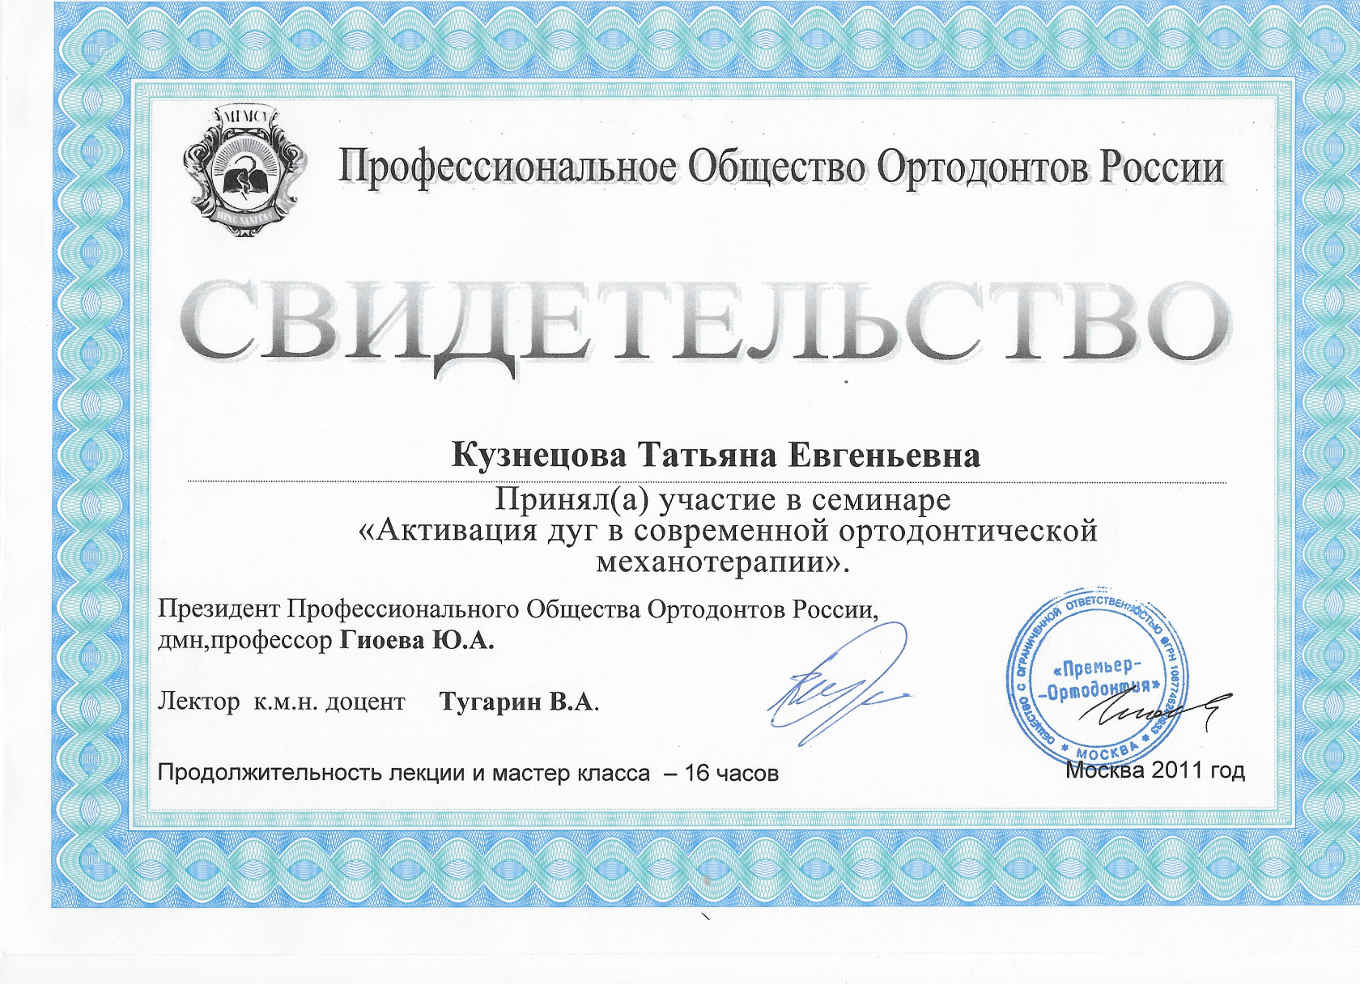 МГМСУ
Профессиональное Общество Ортодонтов России
СВИДЕТЕЛЬСТВО
Кузнецова Татьяна Евгеньевна
Принял(а) участие в семинаре
«Активация дуг в современной ортодонтической
механотерапии».
Президент Профессионального Общества Ортодонтов России,
дмн,профессор Гиоева Ю.А.
Лектор к.м.н. доцент Тугарин В.А.
ОБЩЕСТВО С ОГРАНИЧЕННОЙ ОТВЕТСТВЕННОСТЬЮ ОГРН
«Премьер-
-Ортодонтия»
* МОСКВА *
Продолжительность лекции и мастер класса – 16 часов
Москва 2011 год